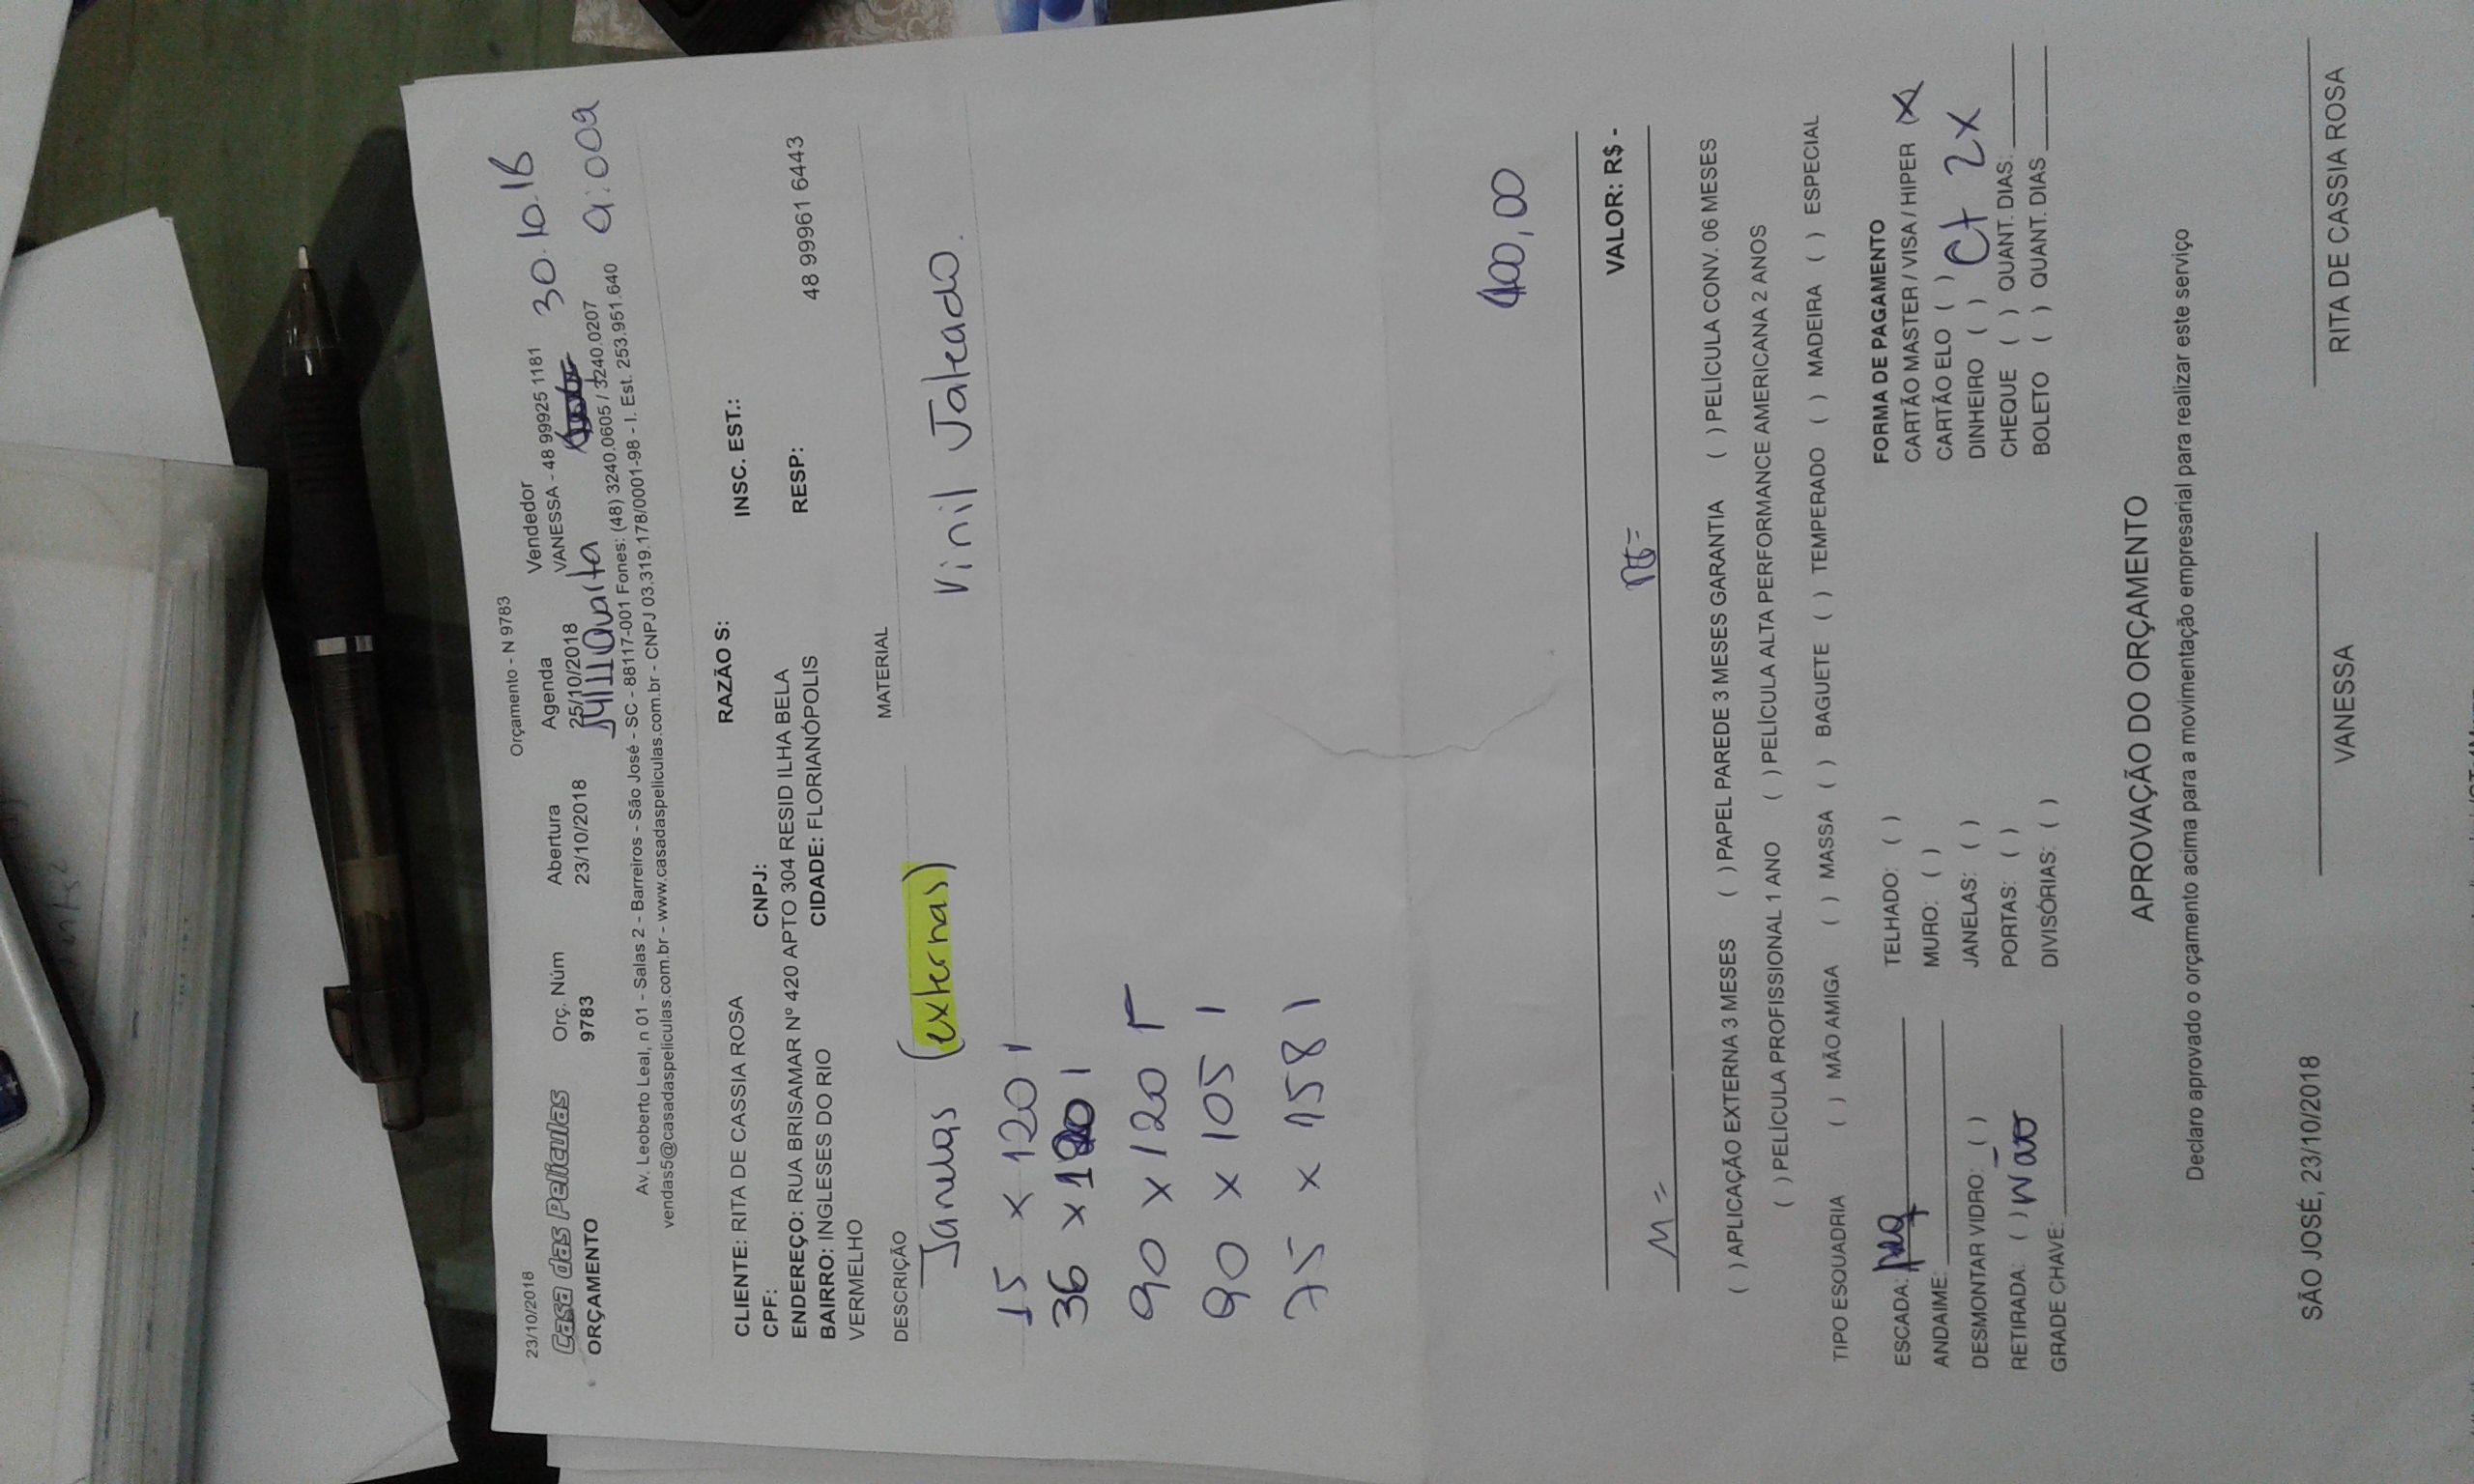 23/10/2018
Orçamento - N 9783
Casa das Películas
Orç. Núm Abertura Agenda Vendedor
ORÇAMENTO 9783 23/10/2018 25/10/2018 VANESSA - 48 99925 1181
30.10.18
Quarta
Av. Leoberto Leal, n 01 - Salas 2 - Barreiros - São José - SC - 88117-001 Fones: (48) 3240.0605 / 3240.0207
vendas5@casadaspeliculas.com.br - www.casadaspeliculas.com.br - CNPJ 03.319.178/0001-98 - I. Est. 253.951.640
CLIENTE: RITA DE CASSIA ROSA RAZÃO S:
CPF: CNPJ: INSC. EST.:
ENDEREÇO: RUA BRISAMAR Nº 420 APTO 304 RESID ILHA BELA RESP: 48 99961 6443
BAIRRO: INGLESES DO RIO CIDADE: FLORIANÓPOLIS
VERMELHO
DESCRIÇÃO MATERIAL
Janelas (externas) Vinil Jateado.
15 x 120 1
36 x 1
90 x 120
90 x 105 1
75 x 158 1
400,00
VALOR: R$ -
M=
( ) APLICAÇÃO EXTERNA 3 MESES ( ) PAPEL PAREDE 3 MESES GARANTIA ( ) PELÍCULA CONV. 06 MESES
( ) PELÍCULA PROFISSIONAL 1 ANO ( ) PELÍCULA ALTA PERFORMANCE AMERICANA 2 ANOS
TIPO ESQUADRIA ( ) MÃO AMIGA ( ) MASSA ( ) BAGUETE ( ) TEMPERADO ( ) MADEIRA ( ) ESPECIAL
FORMA DE PAGAMENTO
ESCADA: TELHADO: ( ) CARTÃO MASTER / VISA / HIPER (X)
ANDAIME: MURO: ( ) CARTÃO ELO ( )
DESMONTAR VIDRO: ( ) JANELAS: ( ) DINHEIRO ( ) Ct 2x
RETIRADA: ( ) PORTAS: ( ) CHEQUE ( ) QUANT. DIAS:
GRADE CHAVE: DIVISÓRIAS: ( ) BOLETO ( ) QUANT. DIAS
APROVAÇÃO DO ORÇAMENTO
Declaro aprovado o orçamento acima para a movimentação empresarial para realizar este serviço
SÃO JOSÉ, 23/10/2018
VANESSA RITA DE CASSIA ROSA